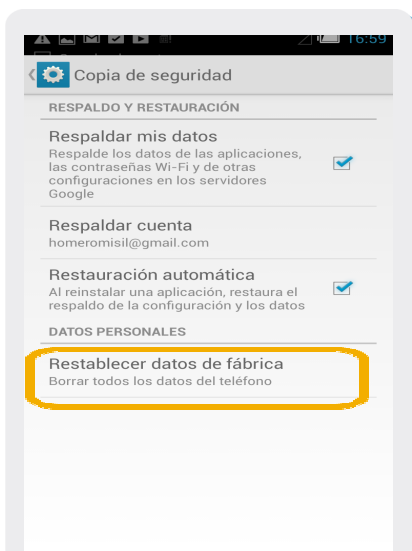 16:59
Copia de seguridad
RESPALDO Y RESTAURACIÓN
Respaldar mis datos
Respalde los datos de las aplicaciones,
las contraseñas Wi-Fi y de otras
configuraciones en los servidores
Google
Respaldar cuenta
homeromisil@gmail.com
Restauración automática
Al reinstalar una aplicación, restaura el
respaldo de la configuración y los datos
DATOS PERSONALES
Restablecer datos de fábrica
Borrar todos los datos del teléfono